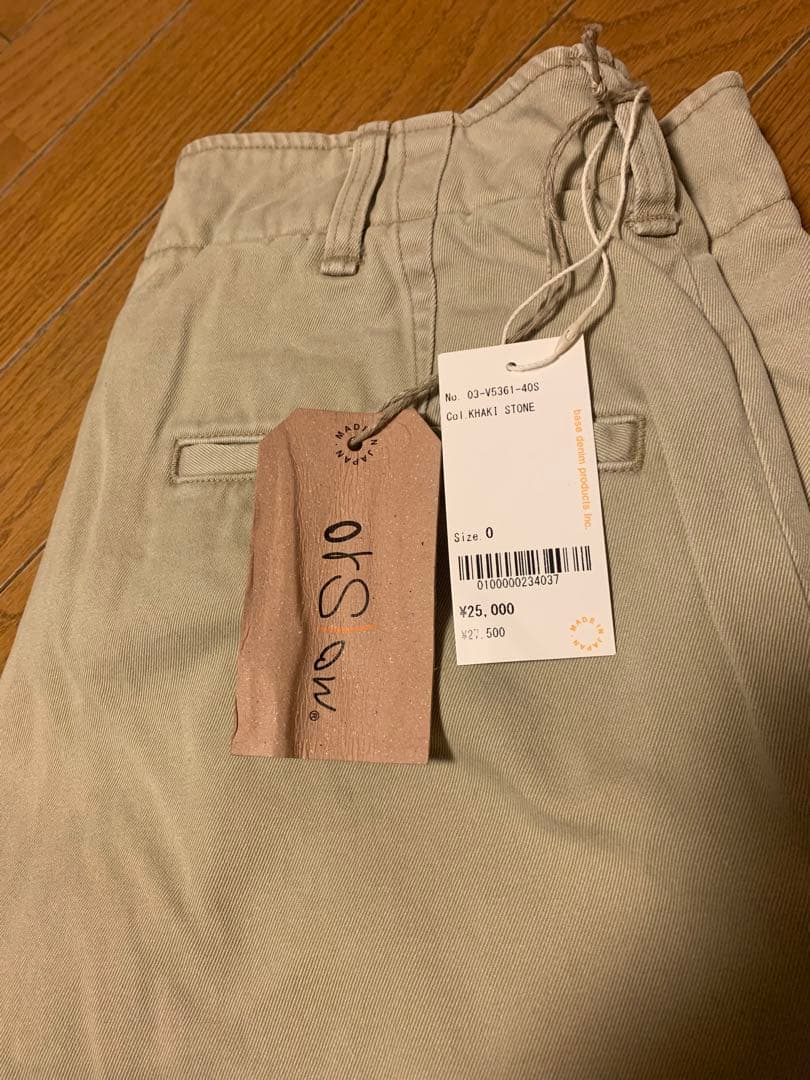 MADE IN JAPAN
orSlow®
No. 03-V5361-40S
Col.KHAKI STONE
base denim products Inc.
Size.0
0100000234037
¥25,000
¥27,500
MADE IN JAPAN